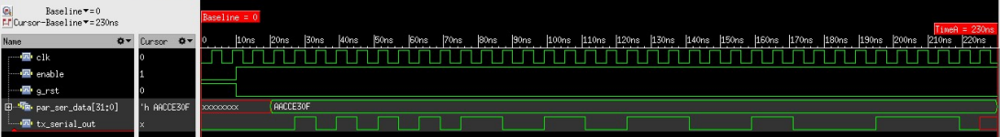 Baseline▼=0
Cursor-Baseline▼=230ns
Baseline = 0
TimeA = 230ns
Name Cursor 0 10ns 20ns 30ns 40ns 50ns 60ns 70ns 80ns 90ns 100ns 110ns 120ns 130ns 140ns 150ns 160ns 170ns 180ns 190ns 200ns 210ns 220ns
clk 0
enable 1
g_rst 0
par_ser_data[31:0] 'h AACCE30F xxxxxxxx AACCE30F
tx_serial_out x